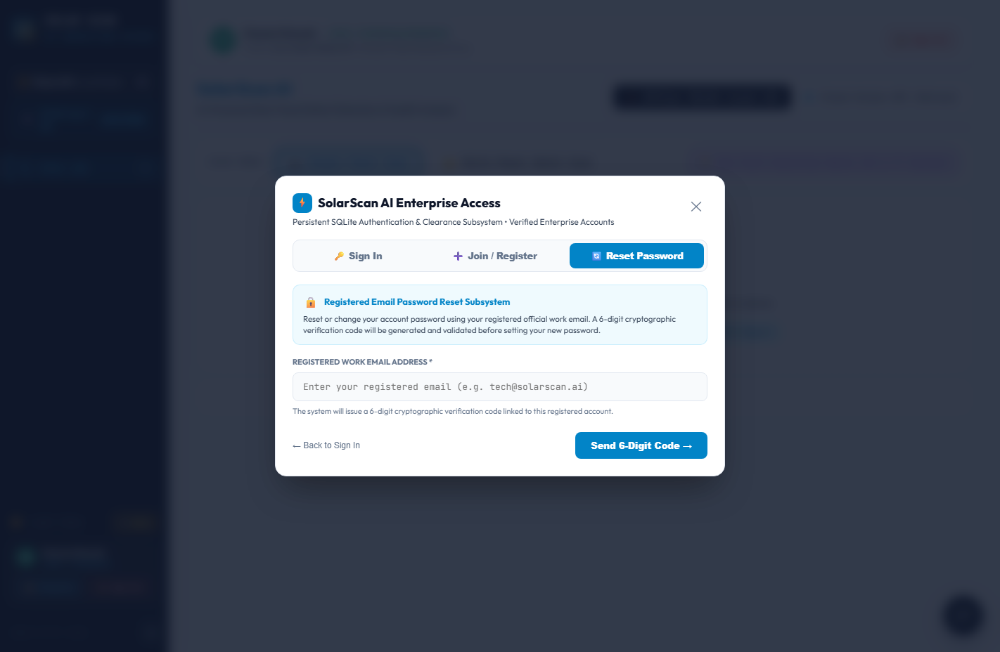 SolarScan AI Enterprise Access
Persistent SQLite Authentication & Clearance Subsystem • Verified Enterprise Accounts
Sign In
Join / Register
Reset Password
Registered Email Password Reset Subsystem
Reset or change your account password using your registered official work email. A 6-digit cryptographic
verification code will be generated and validated before setting your new password.
REGISTERED WORK EMAIL ADDRESS *
Enter your registered email (e.g. tech@solarscan.ai)
The system will issue a 6-digit cryptographic verification code linked to this registered account.
← Back to Sign In
Send 6-Digit Code →